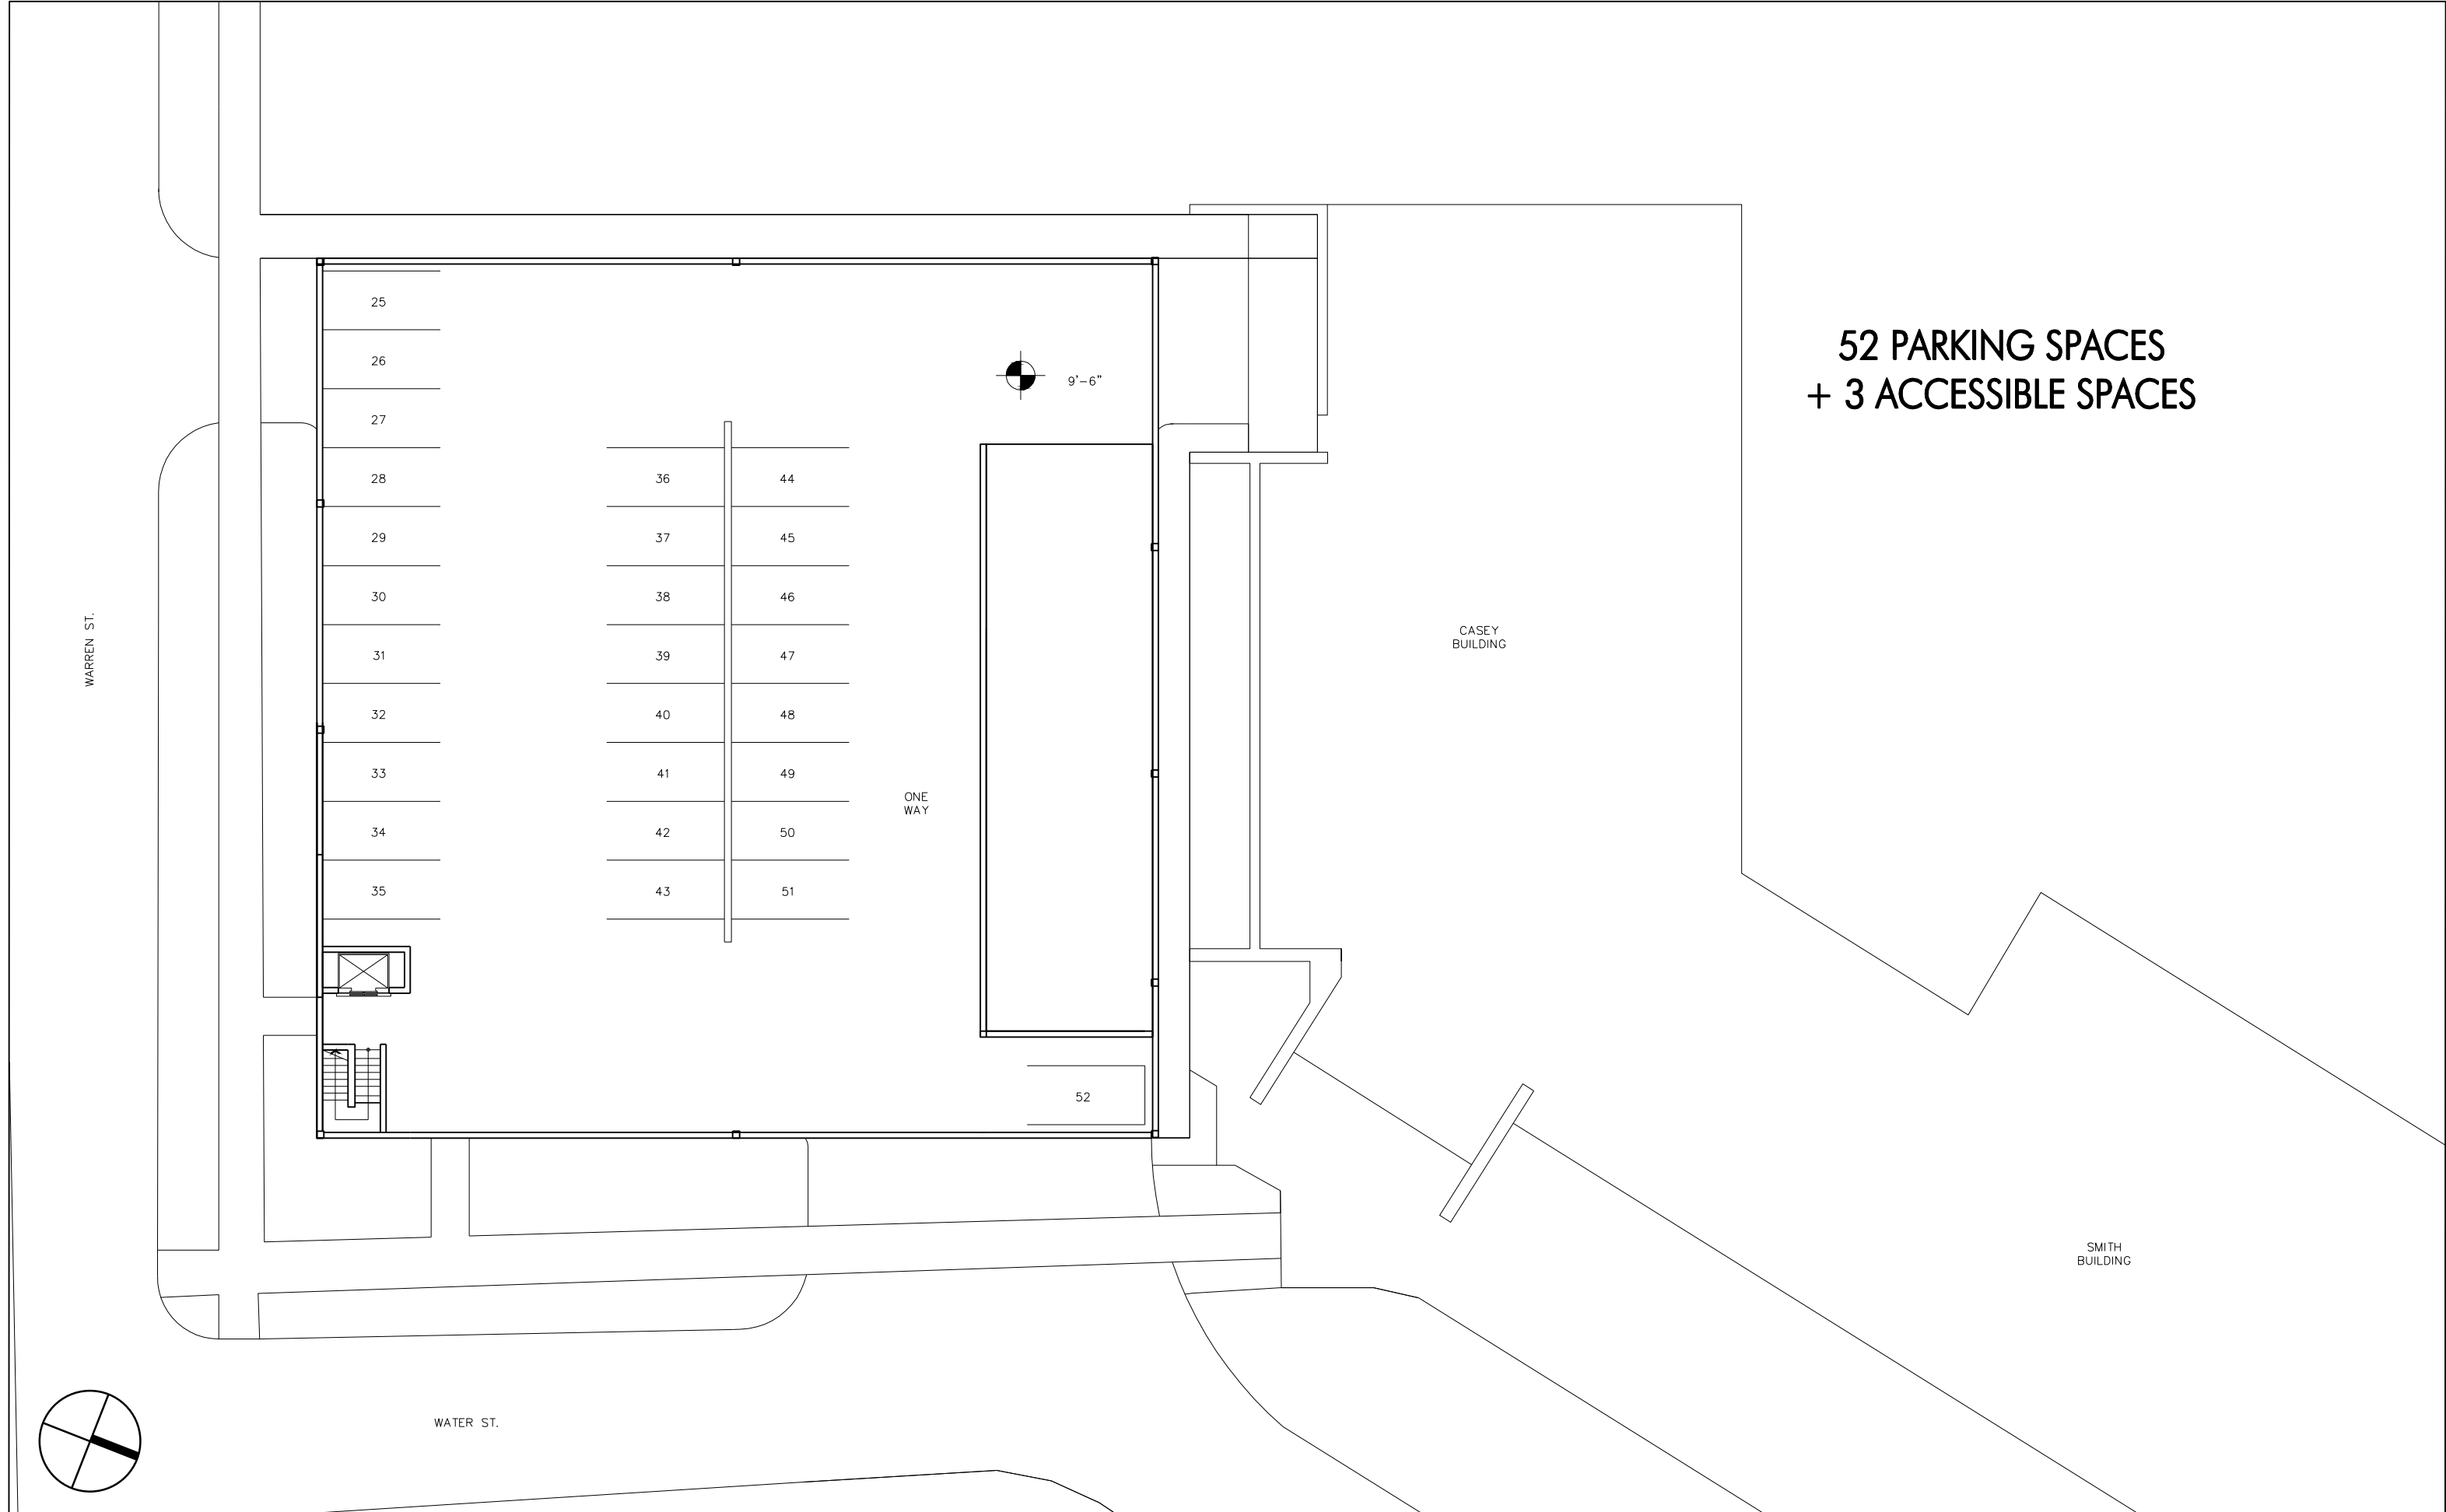 52 PARKING SPACES
+ 3 ACCESSIBLE SPACES
25
26
9'-6"
27
28
36
44
29
37
45
30
38
46
WARREN ST.
CASEY
BUILDING
31
39
47
32
40
48
33
41
49
ONE
WAY
34
42
50
35
43
51
52
SMITH
BUILDING
WATER ST.